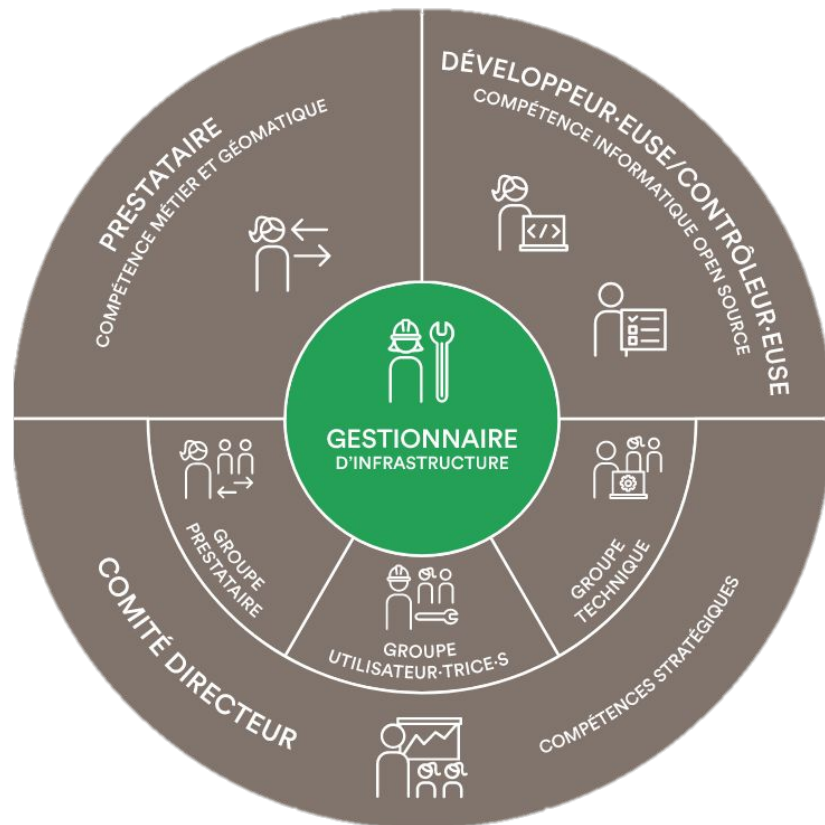 PRESTATAIRE
COMPÉTENCE MÉTIER ET GÉOMATIQUE
DÉVELOPPEUR·EUSE/CONTRÔLEUR·EUSE
COMPÉTENCE INFORMATIQUE OPEN SOURCE
GESTIONNAIRE
D'INFRASTRUCTURE
GROUPE
PRESTATAIRE
GROUPE
UTILISATEUR·TRICE·S
GROUPE
TECHNIQUE
COMITÉ DIRECTEUR
COMPÉTENCES STRATÉGIQUES